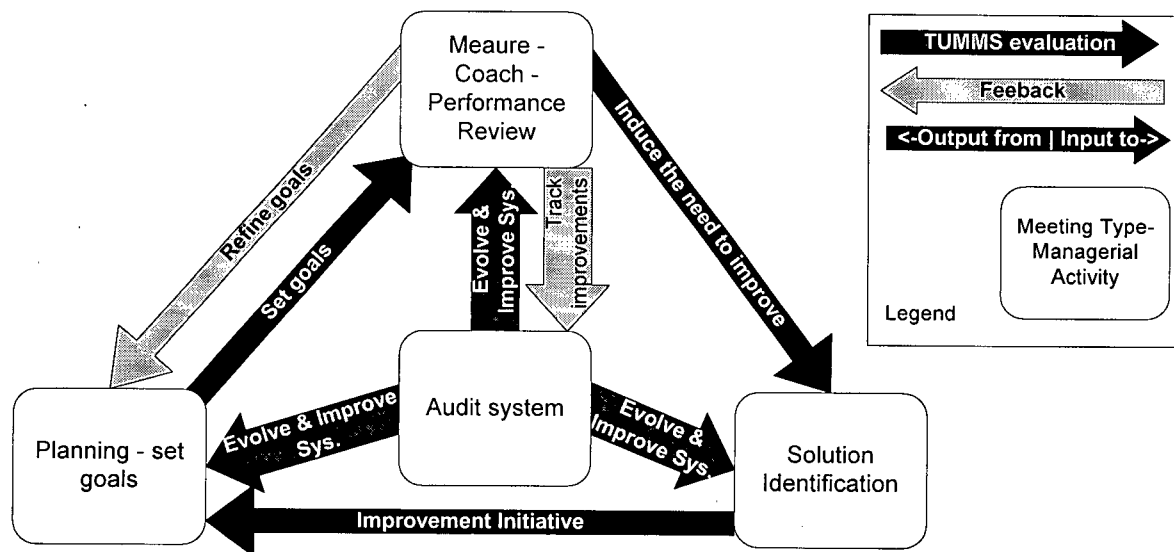 Meaure -
Coach -
Performance
Review
TUMMS evaluation
Feeback
<-Output from | Input to->
Meeting Type-
Managerial
Activity
Legend
Refine goals
Set goals
Evolve &
Improve Sys.
Track
improvements
Induce the need to improve
Planning - set
goals
Evolve & Improve
Sys.
Audit system
Evolve &
Improve Sys.
Solution
Identification
Improvement Initiative